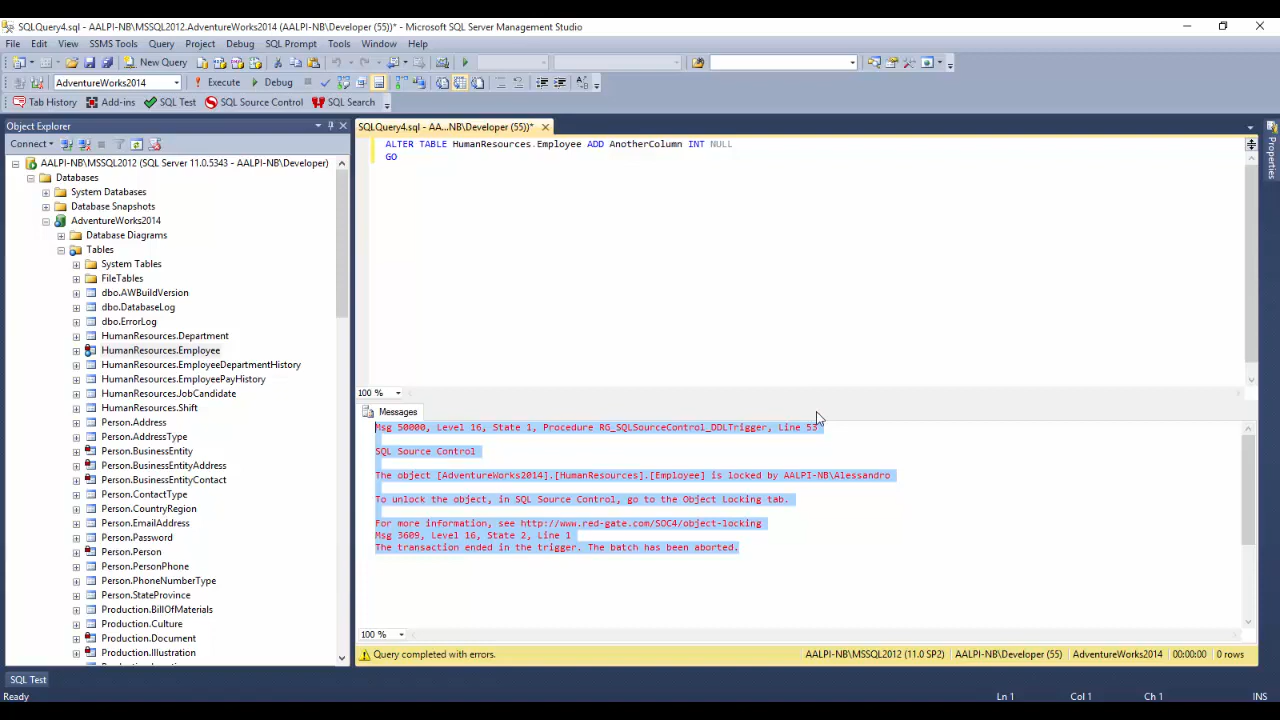 SQLQuery4.sql - AALPI-NB\MSSQL2012.AdventureWorks2014 (AALPI-NB\Developer (55))* - Microsoft SQL Server Management Studio
File Edit View SSMS Tools Query Project Debug SQL Prompt Tools Window Help
New Query
AdventureWorks2014 Execute Debug
Tab History Add-ins SQL Test SQL Source Control SQL Search
Object Explorer
Connect
AALPI-NB\MSSQL2012 (SQL Server 11.0.5343 - AALPI-NB\Developer)
Databases
System Databases
Database Snapshots
AdventureWorks2014
Database Diagrams
Tables
System Tables
FileTables
dbo.AWBuildVersion
dbo.DatabaseLog
dbo.ErrorLog
HumanResources.Department
HumanResources.Employee
HumanResources.EmployeeDepartmentHistory
HumanResources.EmployeePayHistory
HumanResources.JobCandidate
HumanResources.Shift
Person.Address
Person.AddressType
Person.BusinessEntity
Person.BusinessEntityAddress
Person.BusinessEntityContact
Person.ContactType
Person.CountryRegion
Person.EmailAddress
Person.Password
Person.Person
Person.PersonPhone
Person.PhoneNumberType
Person.StateProvince
Production.BillOfMaterials
Production.Culture
Production.Document
Production.Illustration
SQLQuery4.sql - AA...NB\Developer (55))*
ALTER TABLE HumanResources.Employee ADD AnotherColumn INT NULL
GO
100 %
Messages
Msg 50000, Level 16, State 1, Procedure RG_SQLSourceControl_DDLTrigger, Line 53
SQL Source Control
The object [AdventureWorks2014].[HumanResources].[Employee] is locked by AALPI-NB\Alessandro
To unlock the object, in SQL Source Control, go to the Object Locking tab.
For more information, see http://www.red-gate.com/SOC4/object-locking
Msg 3609, Level 16, State 2, Line 1
The transaction ended in the trigger. The batch has been aborted.
100 %
Query completed with errors. AALPI-NB\MSSQL2012 (11.0 SP2) AALPI-NB\Developer (55) AdventureWorks2014 00:00:00 0 rows
Properties
SQL Test
Ready Ln 1 Col 1 Ch 1 INS